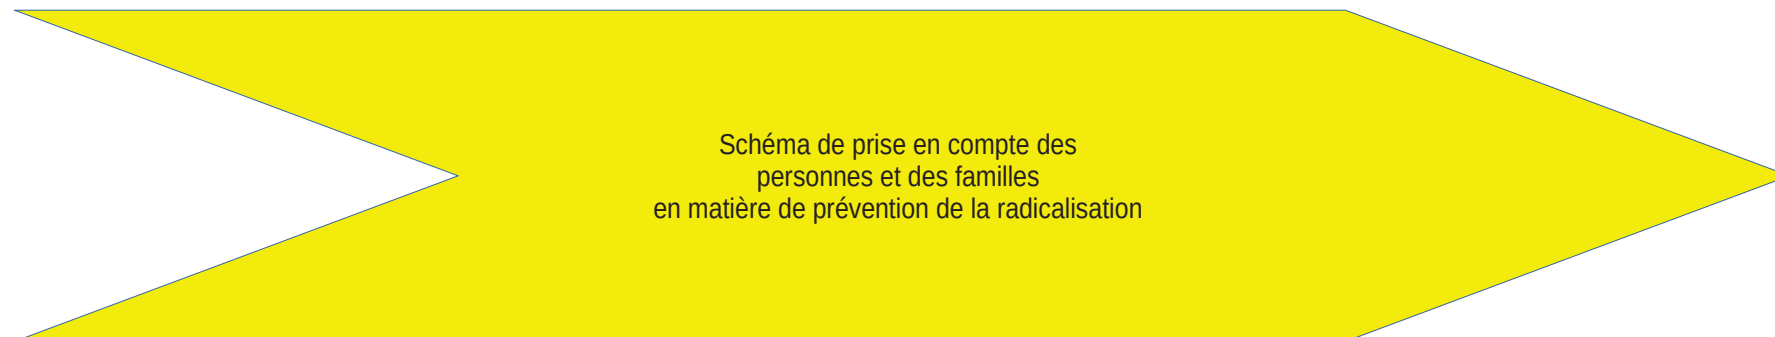 Schéma de prise en compte des
personnes et des familles
en matière de prévention de la radicalisation